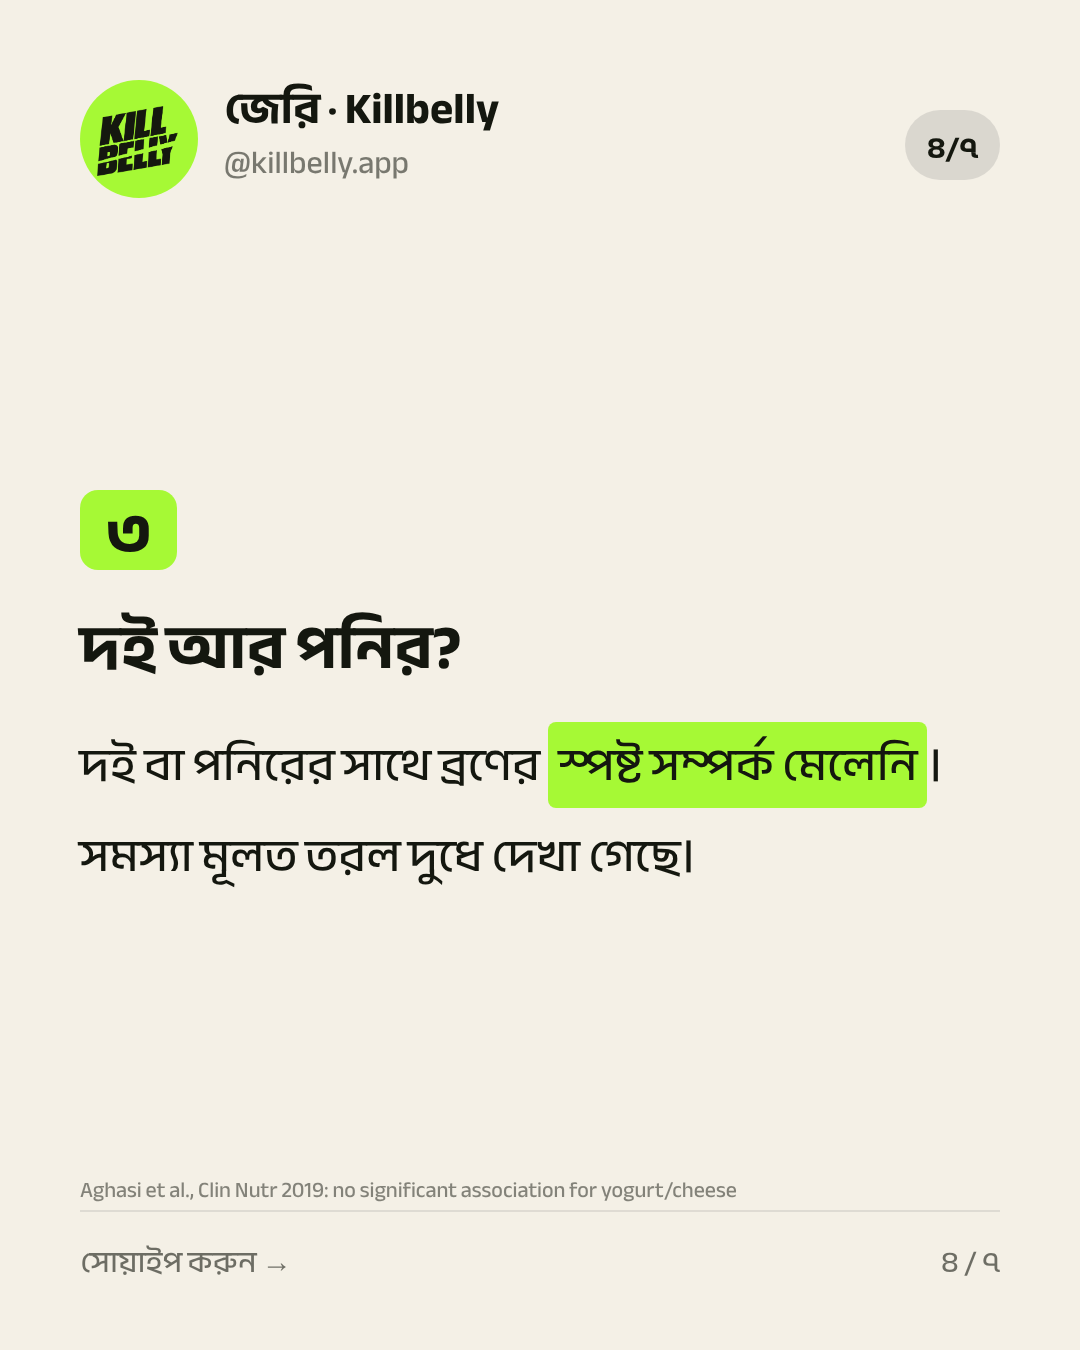 KILL
BELLY
BELLY
জেরি · Killbelly
@killbelly.app
৪/৭
৩
দই আর পনির?
দই বা পনিরের সাথে ব্রণের স্পষ্ট সম্পর্ক মেলেনি।
সমস্যা মূলত তরল দুধে দেখা গেছে।
Aghasi et al., Clin Nutr 2019: no significant association for yogurt/cheese
সোয়াইপ করুন →
৪ / ৭